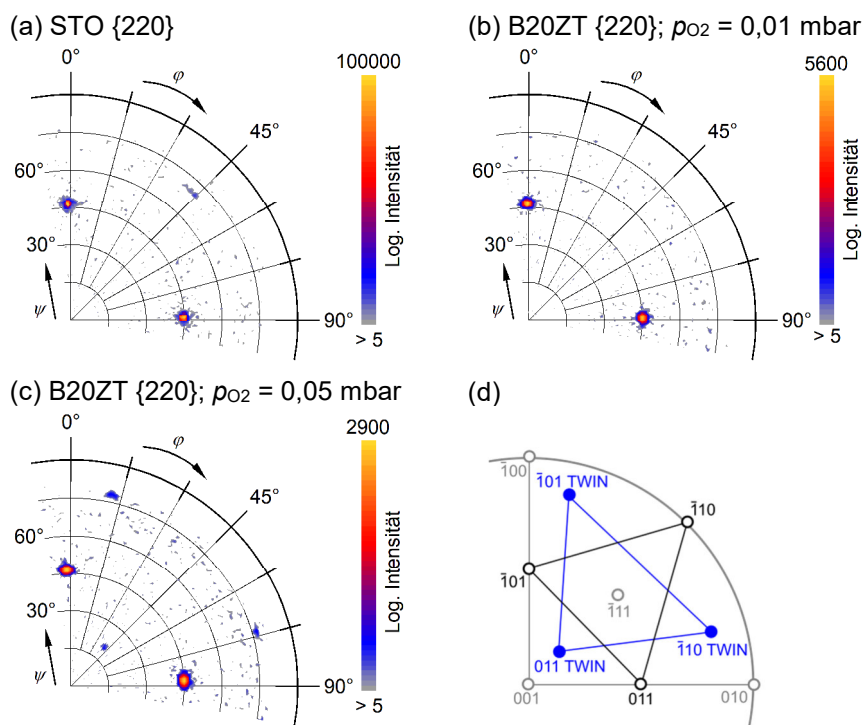 (a) STO {220}
0°
φ
45°
60°
30°
ψ
90°
100000
Log. Intensität
> 5
(b) B20ZT {220}; pO2 = 0,01 mbar
0°
φ
45°
60°
30°
ψ
90°
5600
Log. Intensität
> 5
(c) B20ZT {220}; pO2 = 0,05 mbar
0°
φ
45°
60°
30°
ψ
90°
2900
Log. Intensität
> 5
(d)
1̄00
1̄01 TWIN
1̄10
1̄01
1̄11
011 TWIN
1̄10 TWIN
001
011
010